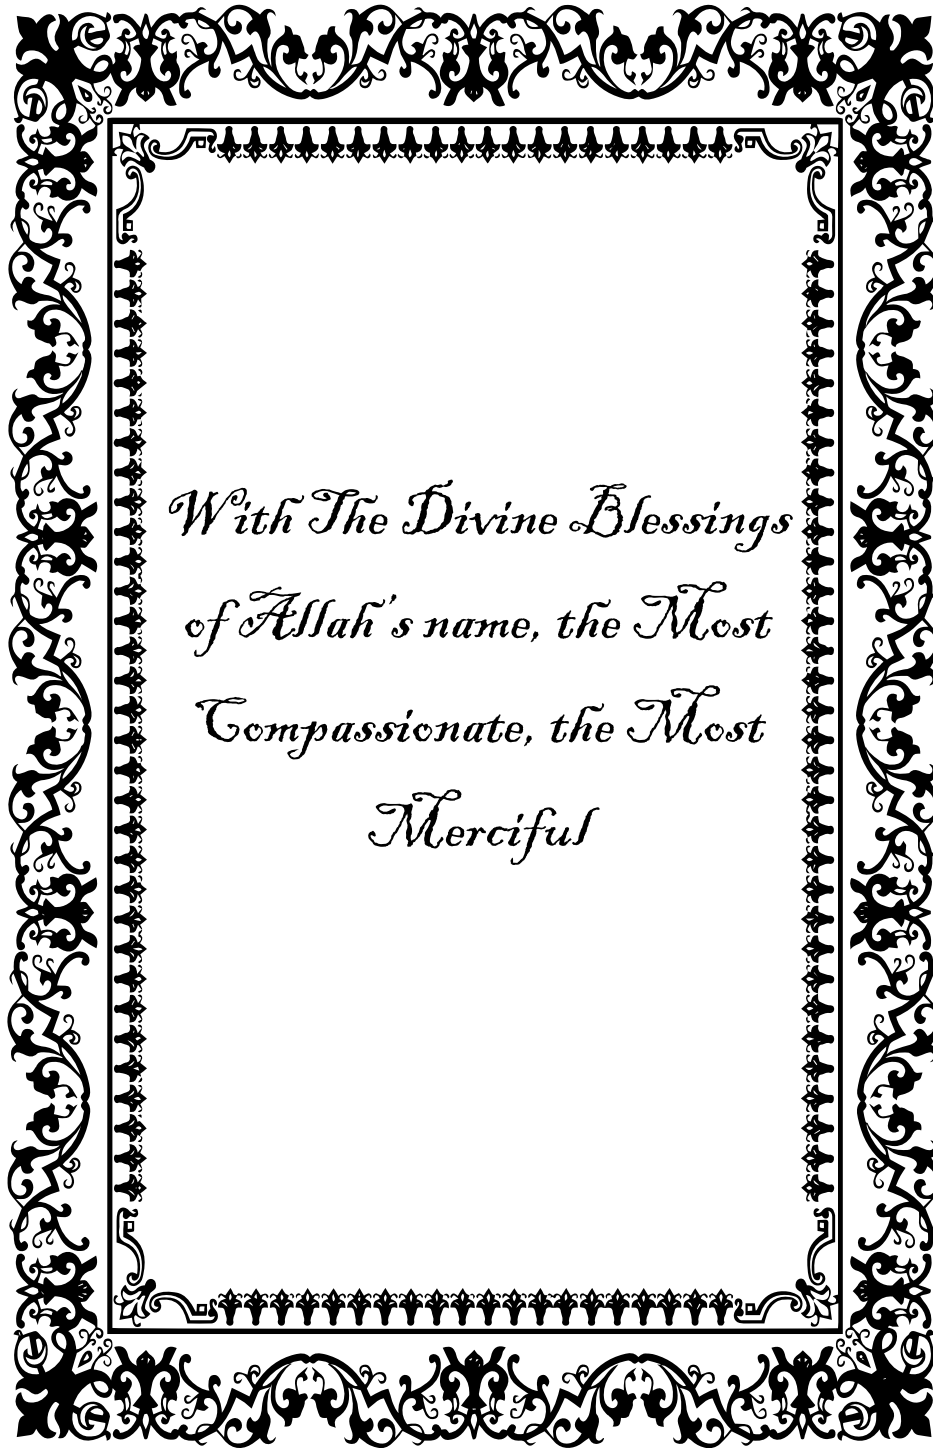 With The Divine Blessings
of Allah's name, the Most
Compassionate, the Most
Merciful